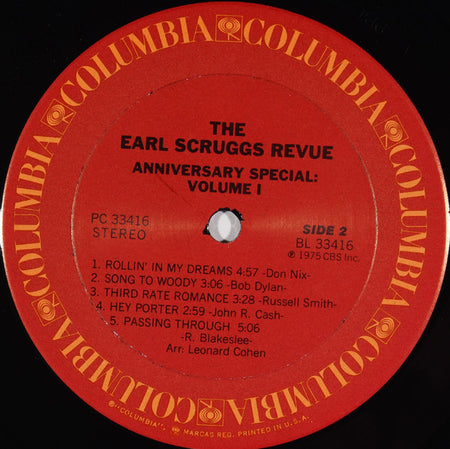 COLUMBIA COLUMBIA COLUMBIA COLUMBIA COLUMBIA COLUMBIA
THE
EARL SCRUGGS REVUE
ANNIVERSARY SPECIAL:
VOLUME I
PC 33416
STEREO
SIDE 2
BL 33416
℗ 1975 CBS Inc.
1. ROLLIN' IN MY DREAMS 4:57 -Don Nix-
2. SONG TO WOODY 3:06 -Bob Dylan-
3. THIRD RATE ROMANCE 3:28 -Russell Smith-
4. HEY PORTER 2:59 -John R. Cash-
5. PASSING THROUGH 5:06
-R. Blakeslee-
Arr: Leonard Cohen
® "COLUMBIA", MARCAS REG. PRINTED IN U.S.A.